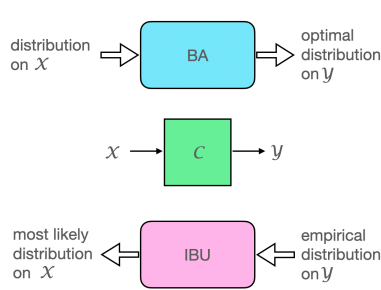 distribution
on 𝒳
BA
optimal
distribution
on 𝒴
𝒳
C
𝒴
most likely
distribution
on 𝒳
IBU
empirical
distribution
on 𝒴